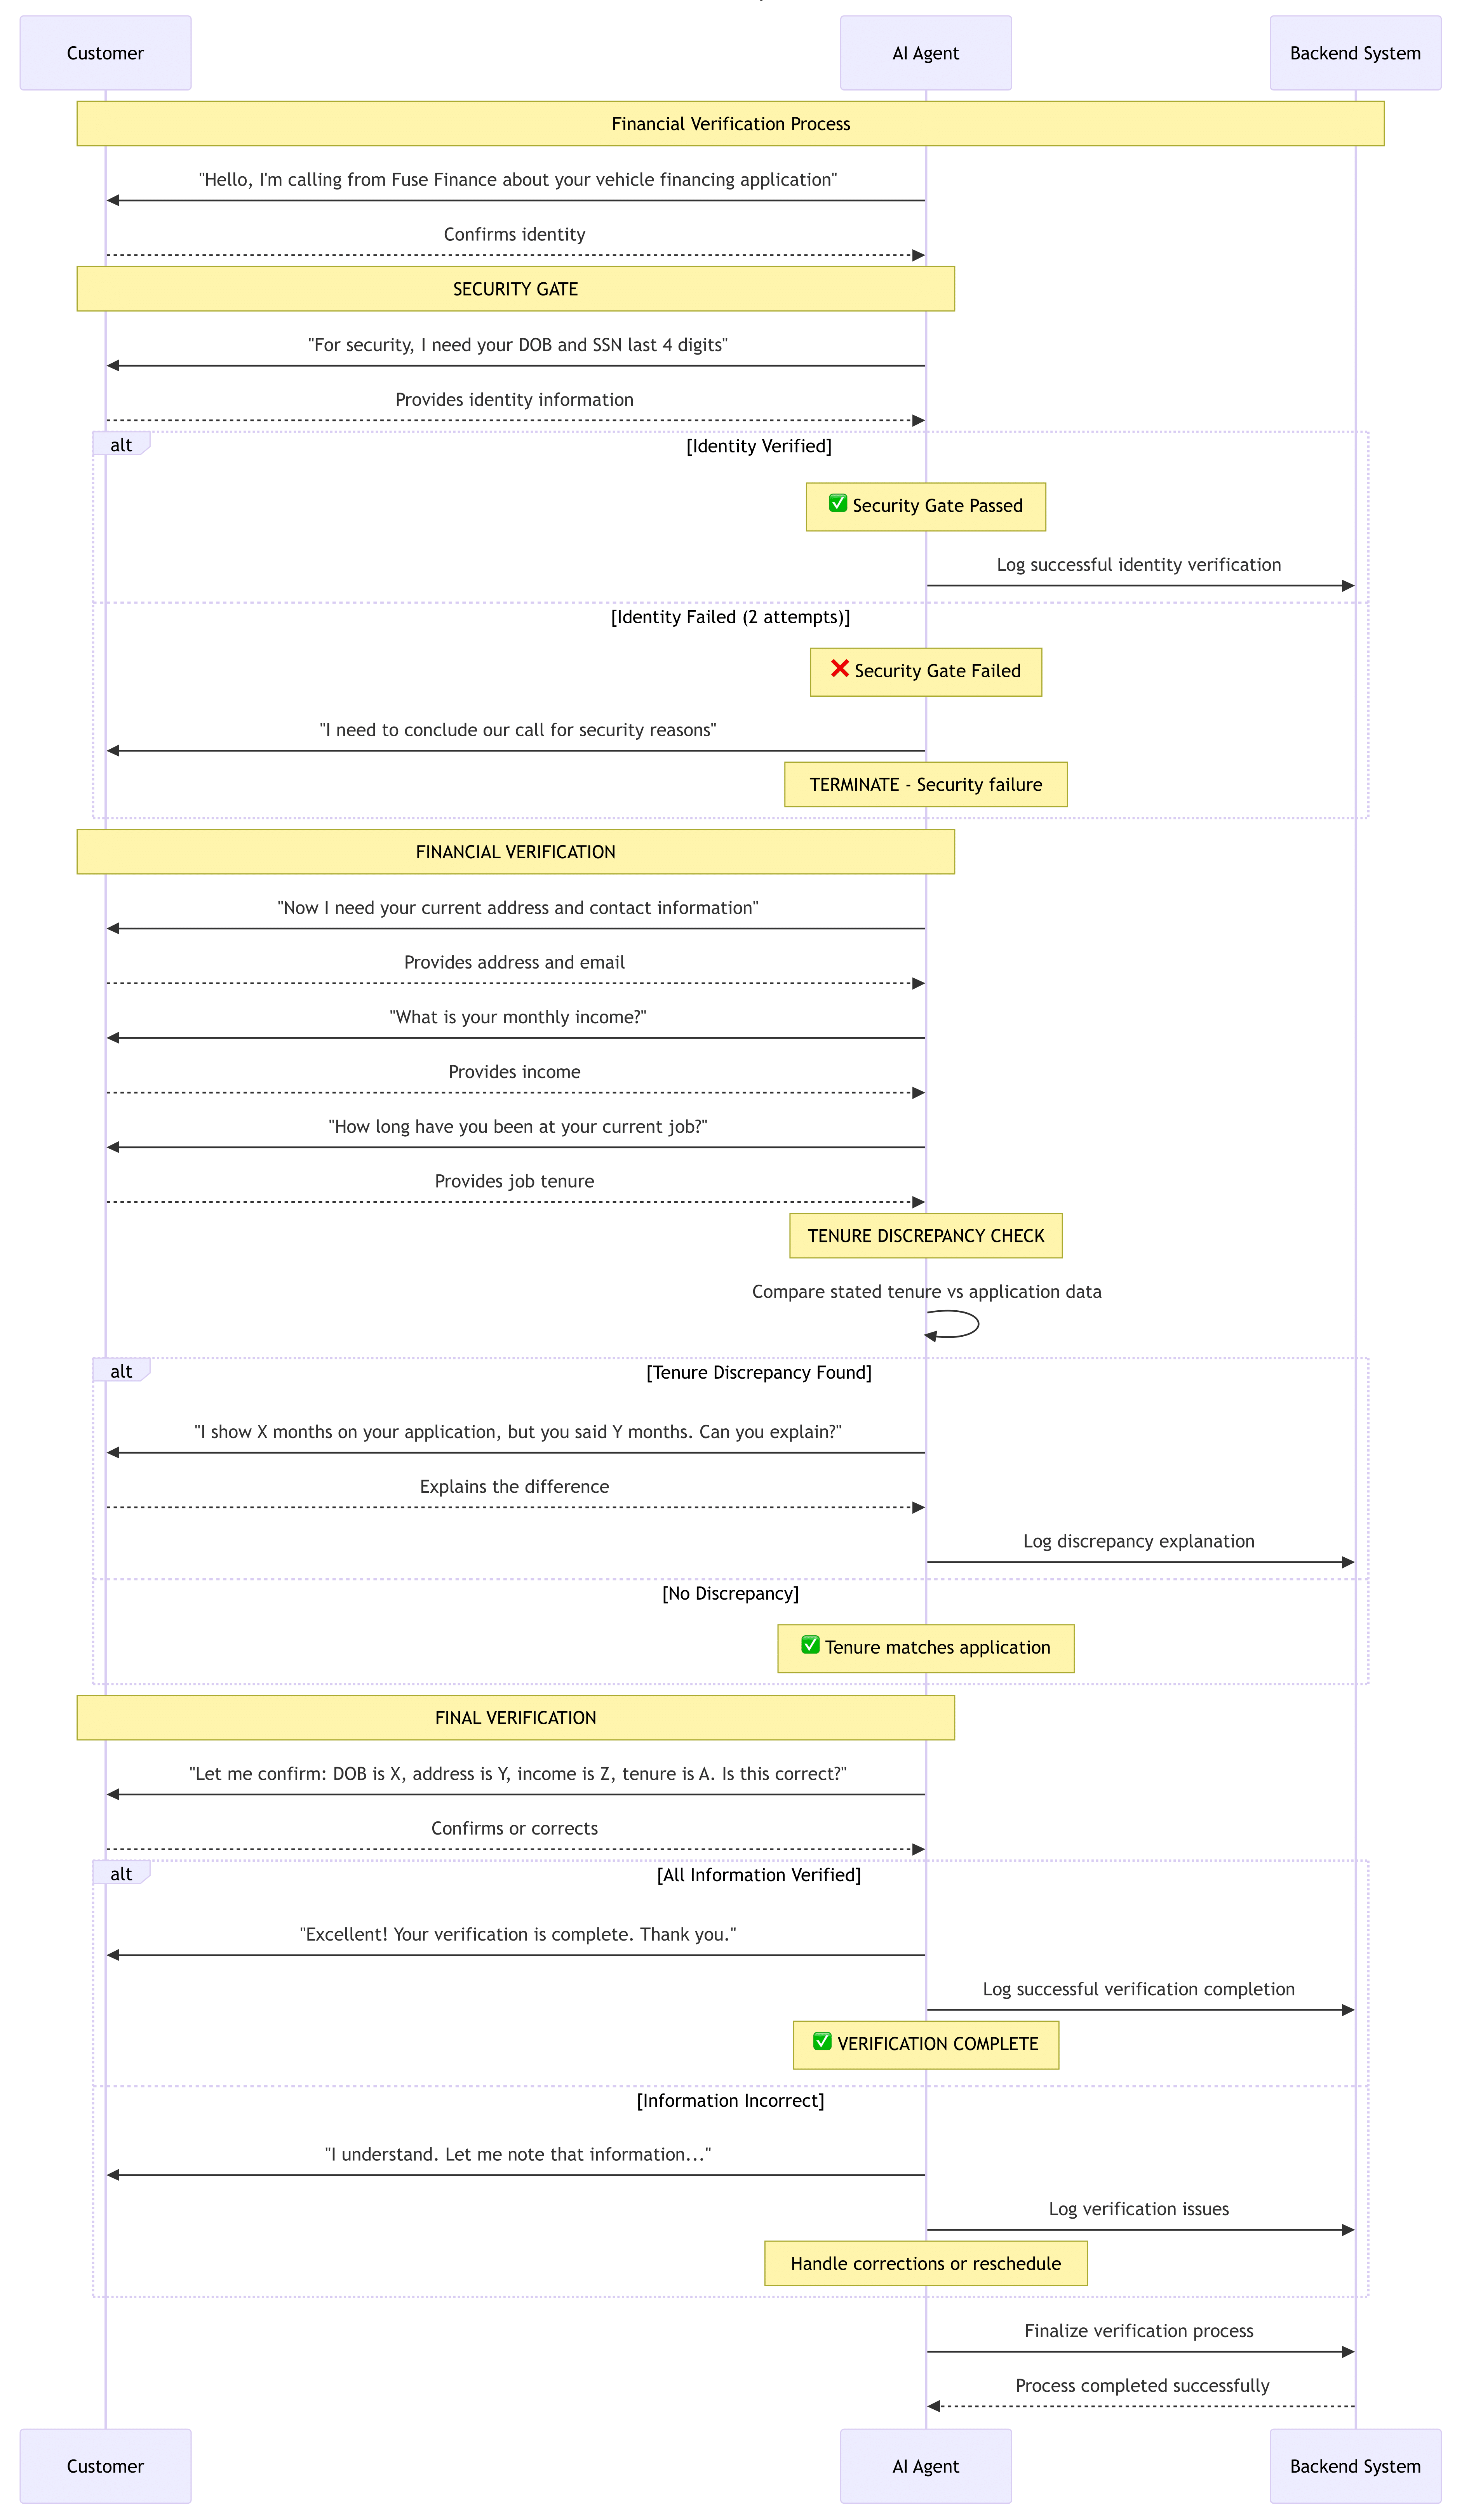 Customer
AI Agent
Backend System
Financial Verification Process
"Hello, I'm calling from Fuse Finance about your vehicle financing application"
Confirms identity
SECURITY GATE
"For security, I need your DOB and SSN last 4 digits"
Provides identity information
alt
[Identity Verified]
✅ Security Gate Passed
Log successful identity verification
[Identity Failed (2 attempts)]
❌ Security Gate Failed
"I need to conclude our call for security reasons"
TERMINATE - Security failure
FINANCIAL VERIFICATION
"Now I need your current address and contact information"
Provides address and email
"What is your monthly income?"
Provides income
"How long have you been at your current job?"
Provides job tenure
TENURE DISCREPANCY CHECK
Compare stated tenure vs application data
alt
[Tenure Discrepancy Found]
"I show X months on your application, but you said Y months. Can you explain?"
Explains the difference
Log discrepancy explanation
[No Discrepancy]
✅ Tenure matches application
FINAL VERIFICATION
"Let me confirm: DOB is X, address is Y, income is Z, tenure is A. Is this correct?"
Confirms or corrects
alt
[All Information Verified]
"Excellent! Your verification is complete. Thank you."
Log successful verification completion
✅ VERIFICATION COMPLETE
[Information Incorrect]
"I understand. Let me note that information..."
Log verification issues
Handle corrections or reschedule
Finalize verification process
Process completed successfully
Customer
AI Agent
Backend System